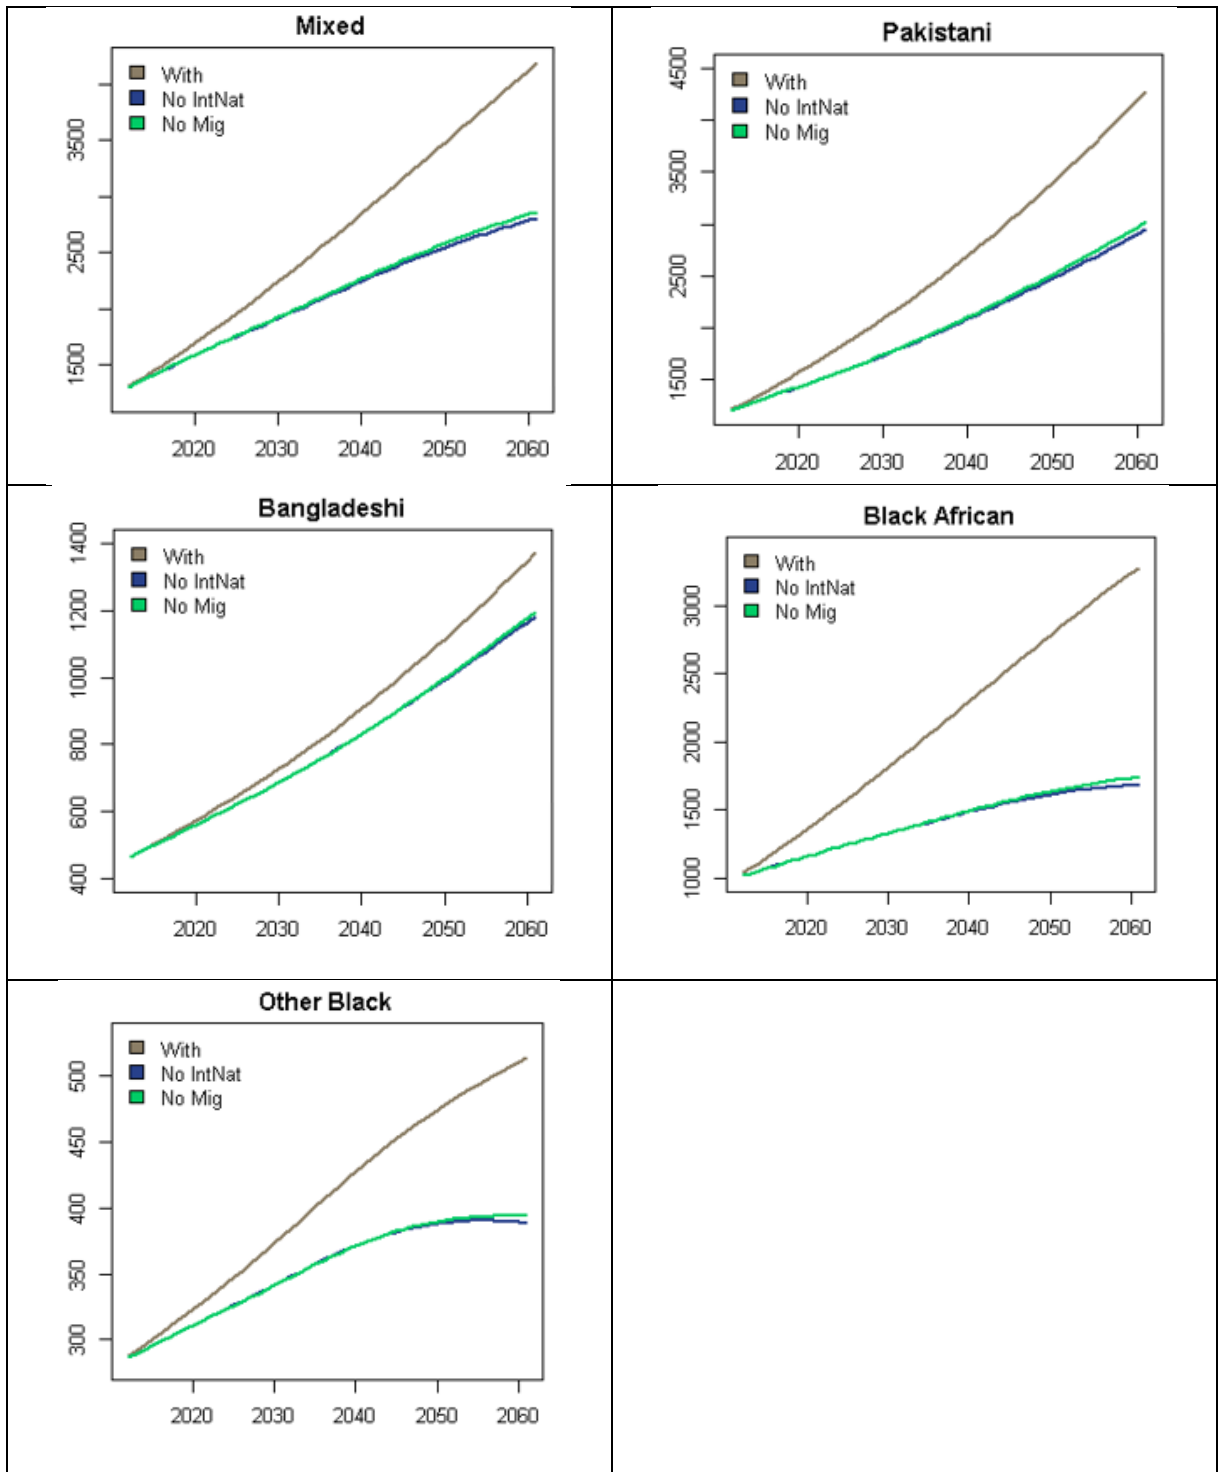 Mixed
With
No IntNat
No Mig
3500
2500
1500
2020 2030 2040 2050 2060
Pakistani
With
No IntNat
No Mig
4500
3500
2500
1500
2020 2030 2040 2050 2060
Bangladeshi
With
No IntNat
No Mig
1400
1200
1000
800
600
400
2020 2030 2040 2050 2060
Black African
With
No IntNat
No Mig
3000
2500
2000
1500
1000
2020 2030 2040 2050 2060
Other Black
With
No IntNat
No Mig
500
450
400
350
300
2020 2030 2040 2050 2060